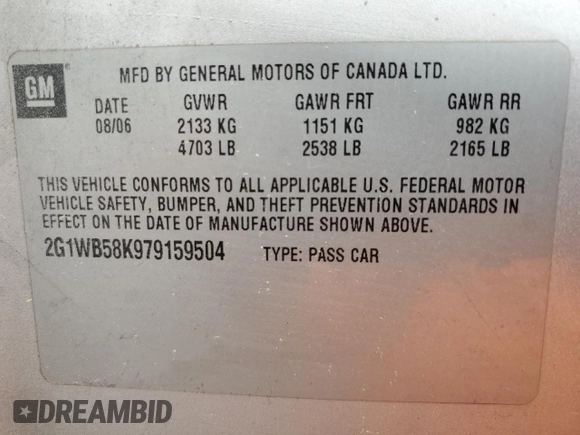 GM
MFD BY GENERAL MOTORS OF CANADA LTD.
DATE GVWR GAWR FRT GAWR RR
08/06 2133 KG 1151 KG 982 KG
4703 LB 2538 LB 2165 LB
THIS VEHICLE CONFORMS TO ALL APPLICABLE U.S. FEDERAL MOTOR
VEHICLE SAFETY, BUMPER, AND THEFT PREVENTION STANDARDS IN
EFFECT ON THE DATE OF MANUFACTURE SHOWN ABOVE.
2G1WB58K979159504 TYPE: PASS CAR
DREAMBID